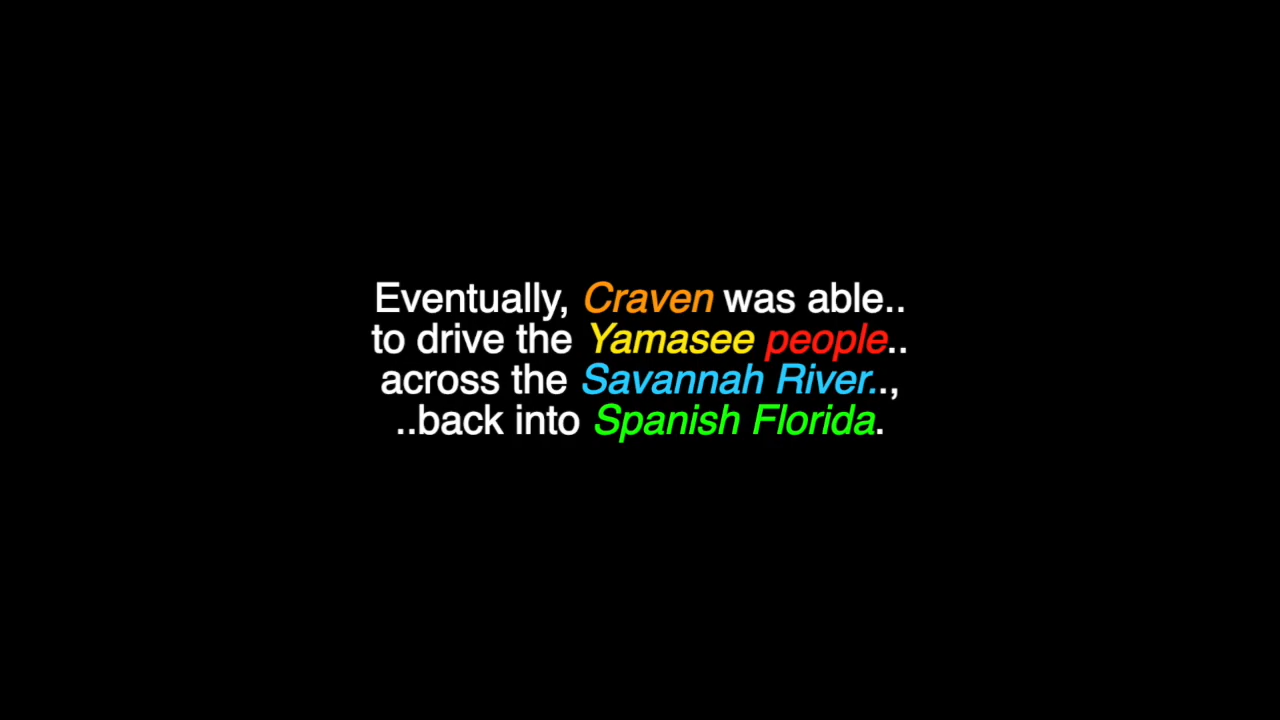 Eventually, Craven was able..
to drive the Yamasee people..
across the Savannah River..,
..back into Spanish Florida.